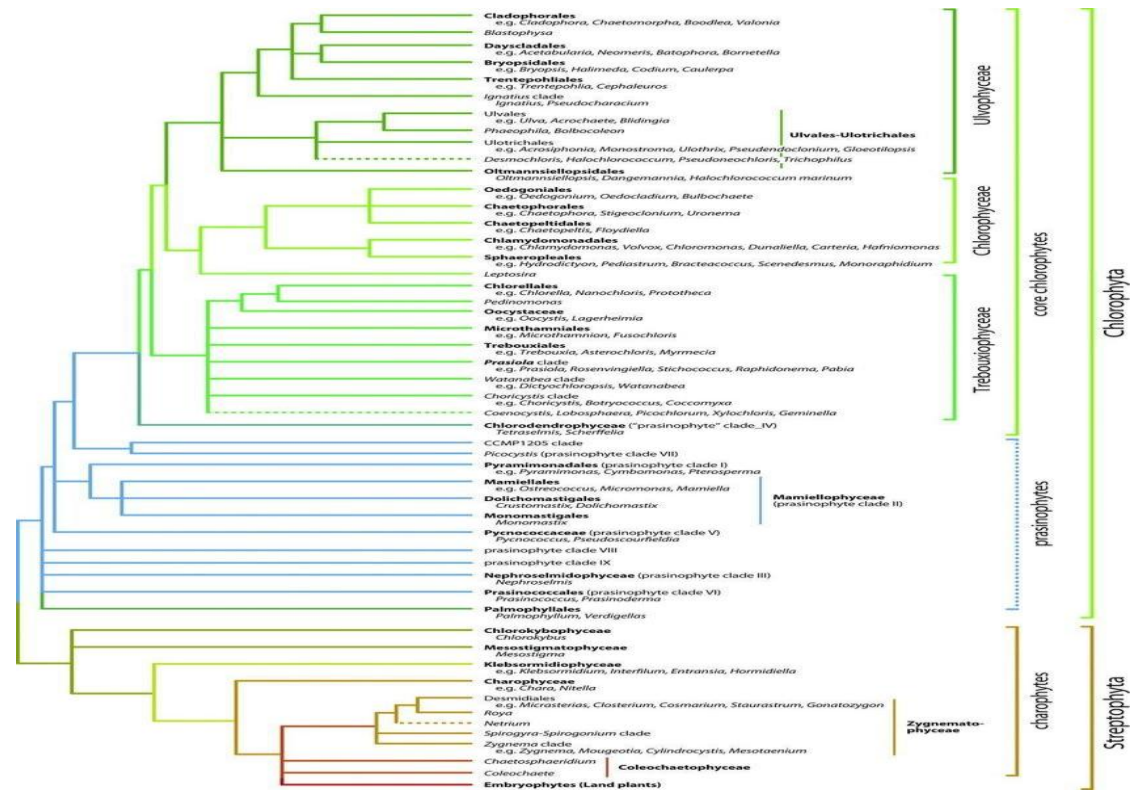 Cladophorales
e.g. Cladophora, Chaetomorpha, Boodlea, Valonia
Blastophysa
Dayscladales
e.g. Acetabularia, Neomeris, Batophora, Bornetella
Bryopsidales
e.g. Bryopsis, Halimeda, Codium, Caulerpa
Trentepohliales
e.g. Trentepohlia, Cephaleuros
Ignatius clade
Ignatius, Pseudocharacium
Ulvales
e.g. Ulva, Acrochaete, Blidingia
Phaeophila, Bolbocoleon
Ulotrichales
e.g. Acrosiphonia, Monostroma, Ulothrix, Pseudendoclonium, Gloeotilopsis
Desmochloris, Halochlorococcum, Pseudoneochloris, Trichophilus
Ulvales-Ulotrichales
Oltmannsiellopsidales
Oltmannsiellopsis, Dangemannia, Halochlorococcum marinum
Ulvophyceae
Oedogoniales
e.g. Oedogonium, Oedocladium, Bulbochaete
Chaetophorales
e.g. Chaetophora, Stigeoclonium, Uronema
Chaetopeltidales
e.g. Chaetopeltis, Floydiella
Chlamydomonadales
e.g. Chlamydomonas, Volvox, Chloromonas, Dunaliella, Carteria, Hafniomonas
Sphaeropleales
e.g. Hydrodictyon, Pediastrum, Bracteacoccus, Scenedesmus, Monoraphidium
Chlorophyceae
Leptosira
Chlorellales
e.g. Chlorella, Nanochloris, Prototheca
Pedinomonas
Oocystaceae
e.g. Oocystis, Lagerheimia
Microthamniales
e.g. Microthamnion, Fusochloris
Trebouxiales
e.g. Trebouxia, Asterochloris, Myrmecia
Prasiola clade
e.g. Prasiola, Rosenvingiella, Stichococcus, Raphidonema, Pabia
Watanabea clade
e.g. Dictyochloropsis, Watanabea
Choricystis clade
e.g. Choricystis, Botryococcus, Coccomyxa
Coenocystis, Lobosphaera, Picochlorum, Xylochloris, Geminella
Trebouxiophyceae
Chlorodendrophyceae ("prasinophyte" clade_IV)
Tetraselmis, Scherffelia
core chlorophytes
CCMP1205 clade
Picocystis (prasinophyte clade VII)
Pyramimonadales (prasinophyte clade I)
e.g. Pyramimonas, Cymbomonas, Pterosperma
Mamiellales
e.g. Ostreococcus, Micromonas, Mamiella
Dolichomastigales
Crustomastix, Dolichomastix
Monomastigales
Monomastix
Mamiellophyceae
(prasinophyte clade II)
Pycnococcaceae (prasinophyte clade V)
Pycnococcus, Pseudoscourfieldia
prasinophyte clade VIII
prasinophyte clade IX
Nephroselmidophyceae (prasinophyte clade III)
Nephroselmis
Prasinococcales (prasinophyte clade VI)
Prasinococcus, Prasinoderma
Palmophyllales
Palmophyllum, Verdigellas
prasinophytes
Chlorophyta
Chlorokybophyceae
Chlorokybus
Mesostigmatophyceae
Mesostigma
Klebsormidiophyceae
e.g. Klebsormidium, Interfilum, Entransia, Hormidiella
Charophyceae
e.g. Chara, Nitella
Desmidiales
e.g. Micrasterias, Closterium, Cosmarium, Staurastrum, Gonatozygon
Roya
Netrium
Spirogyra-Spirogonium clade
Zygnema clade
e.g. Zygnema, Mougeotia, Cylindrocystis, Mesotaenium
Zygnemato-
phyceae
Chaetosphaeridium
Coleochaete
Coleochaetophyceae
Embryophytes (Land plants)
charophytes
Streptophyta